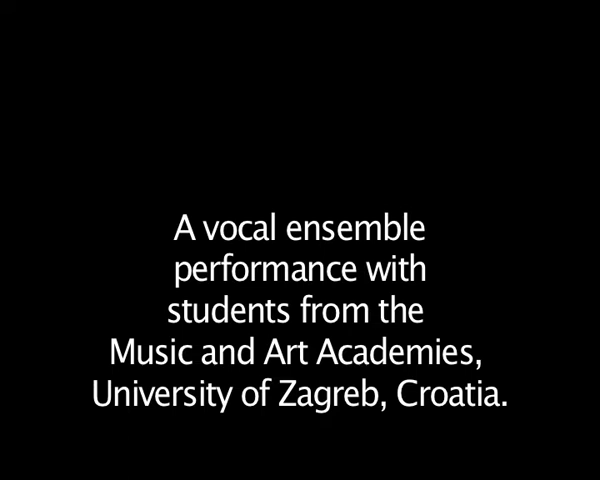 A vocal ensemble
performance with
students from the
Music and Art Academies,
University of Zagreb, Croatia.